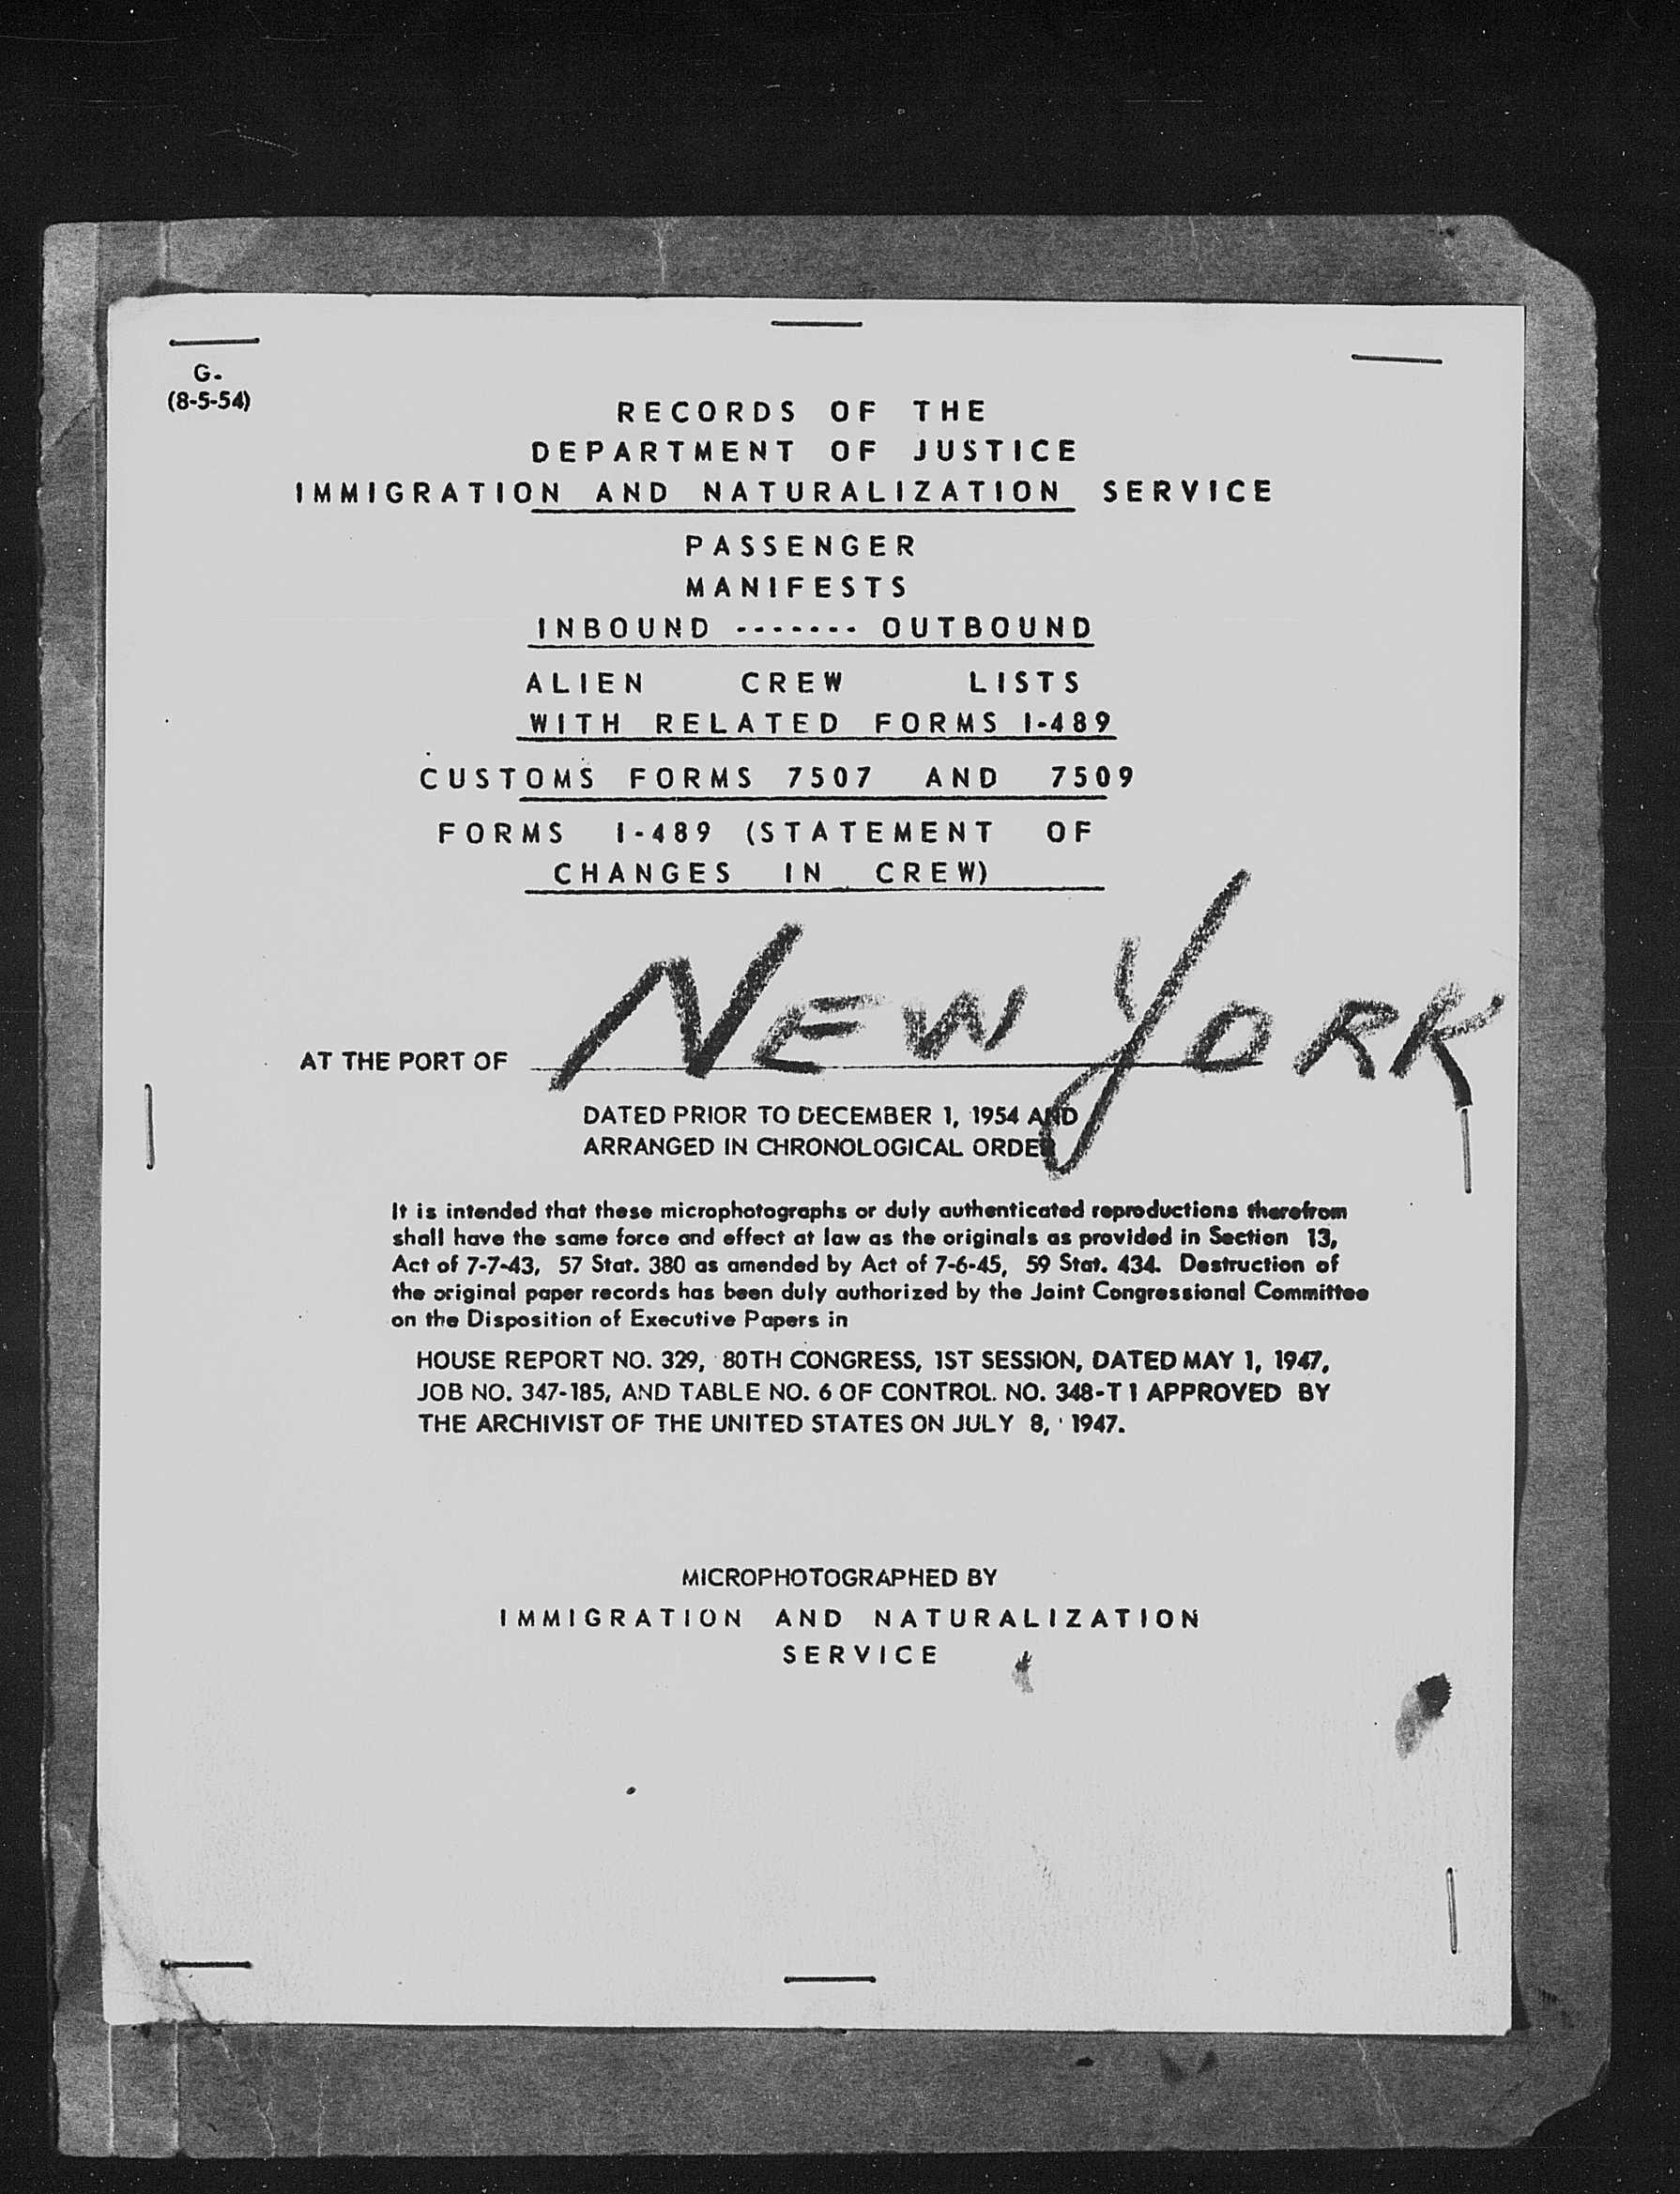 G.
(8-5-54)
RECORDS OF THE
DEPARTMENT OF JUSTICE
IMMIGRATION AND NATURALIZATION SERVICE
PASSENGER
MANIFESTS
INBOUND ------- OUTBOUND
ALIEN CREW LISTS
WITH RELATED FORMS I-489
CUSTOMS FORMS 7507 AND 7509
FORMS I-489 (STATEMENT OF
CHANGES IN CREW)
AT THE PORT OF NEW YORK
DATED PRIOR TO DECEMBER 1, 1954 AND
ARRANGED IN CHRONOLOGICAL ORDER
It is intended that these microphotographs or duly authenticated reproductions therefrom
shall have the same force and effect at law as the originals as provided in Section 13,
Act of 7-7-43, 57 Stat. 380 as amended by Act of 7-6-45, 59 Stat. 434. Destruction of
the original paper records has been duly authorized by the Joint Congressional Committee
on the Disposition of Executive Papers in
HOUSE REPORT NO. 329, 80TH CONGRESS, 1ST SESSION, DATED MAY 1, 1947,
JOB NO. 347-185, AND TABLE NO. 6 OF CONTROL NO. 348-T1 APPROVED BY
THE ARCHIVIST OF THE UNITED STATES ON JULY 8, 1947.
MICROPHOTOGRAPHED BY
IMMIGRATION AND NATURALIZATION
SERVICE